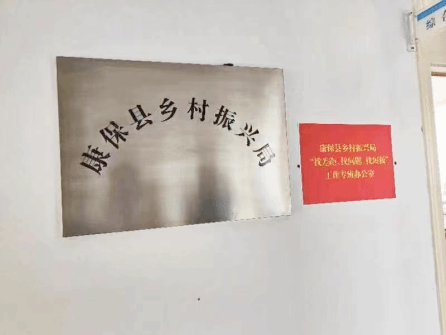 康保县乡村振兴局
康保县乡村振兴局
"找差距、找问题、找短板"
工作专班办公室
综